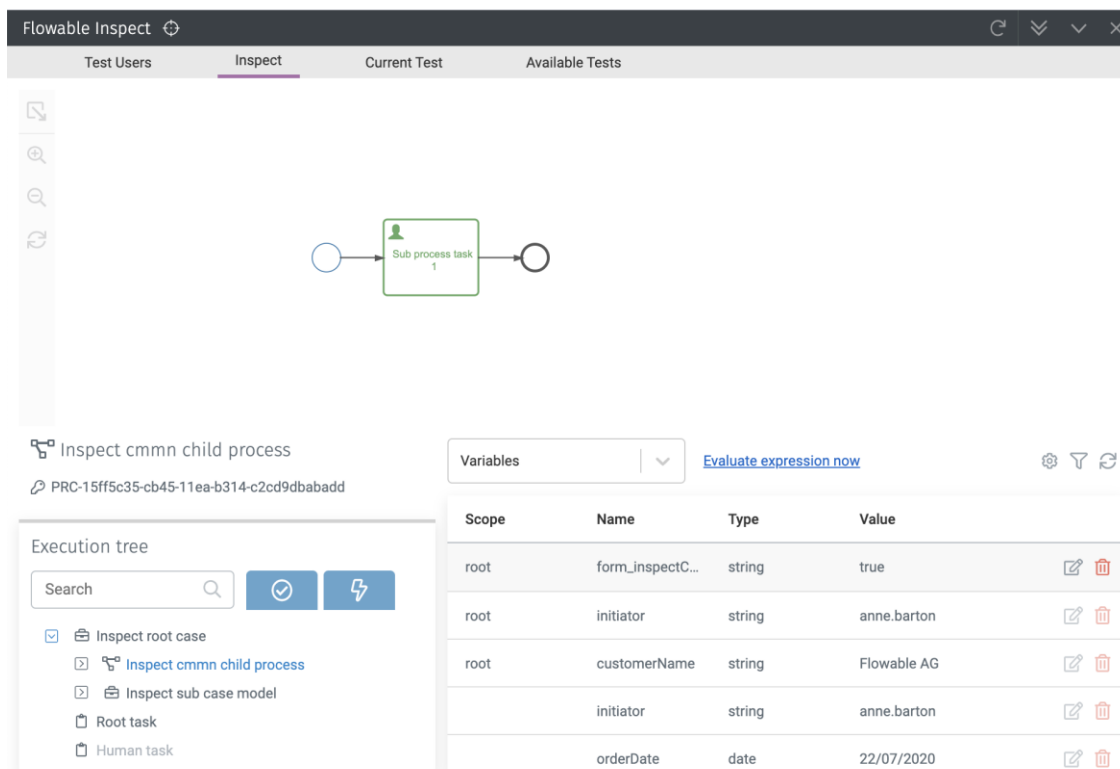 Flowable Inspect
Test Users Inspect Current Test Available Tests
Sub process task
1
Inspect cmmn child process
PRC-15ff5c35-cb45-11ea-b314-c2cd9dbabadd
Variables Evaluate expression now
Execution tree
Search
Inspect root case
Inspect cmmn child process
Inspect sub case model
Root task
Human task
Scope Name Type Value
root form_inspectC... string true
root initiator string anne.barton
root customerName string Flowable AG
initiator string anne.barton
orderDate date 22/07/2020